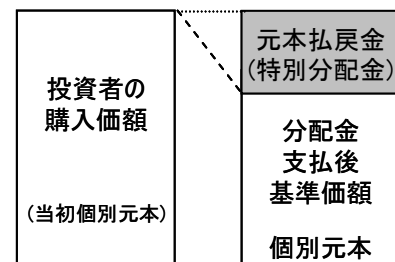 投資者の
購入価額
(当初個別元本)
元本払戻金
(特別分配金)
分配金
支払後
基準価額
個別元本